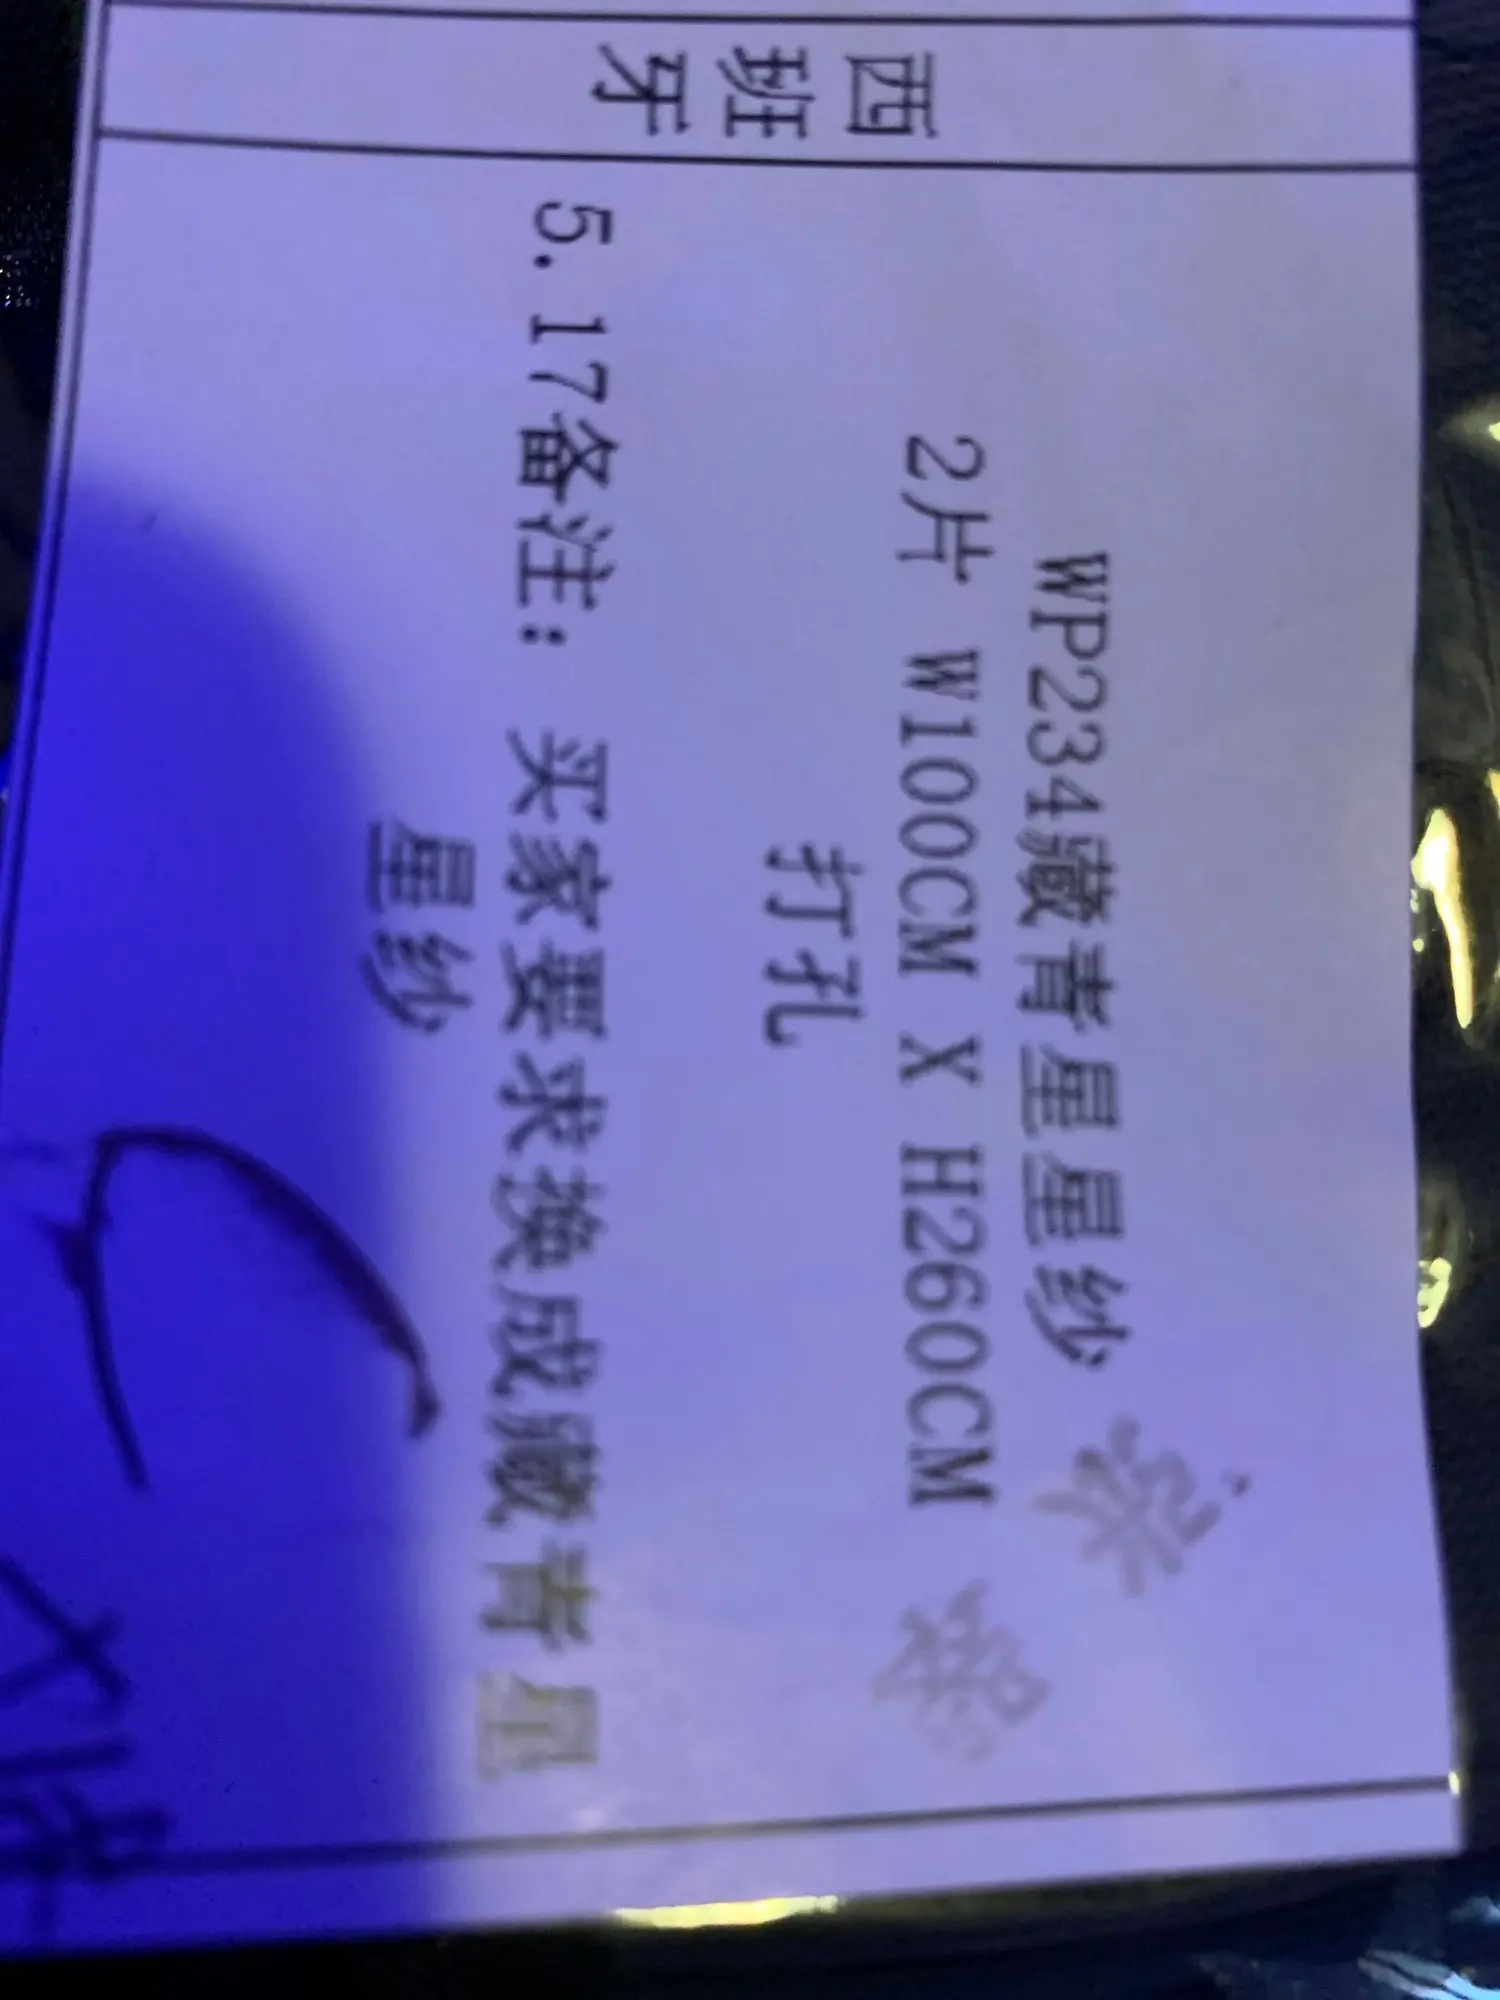 西
班
牙
WP234藏青星星纱
2片 W100CM X H260CM
打孔
5.17备注：买家要求换成藏青星
星纱